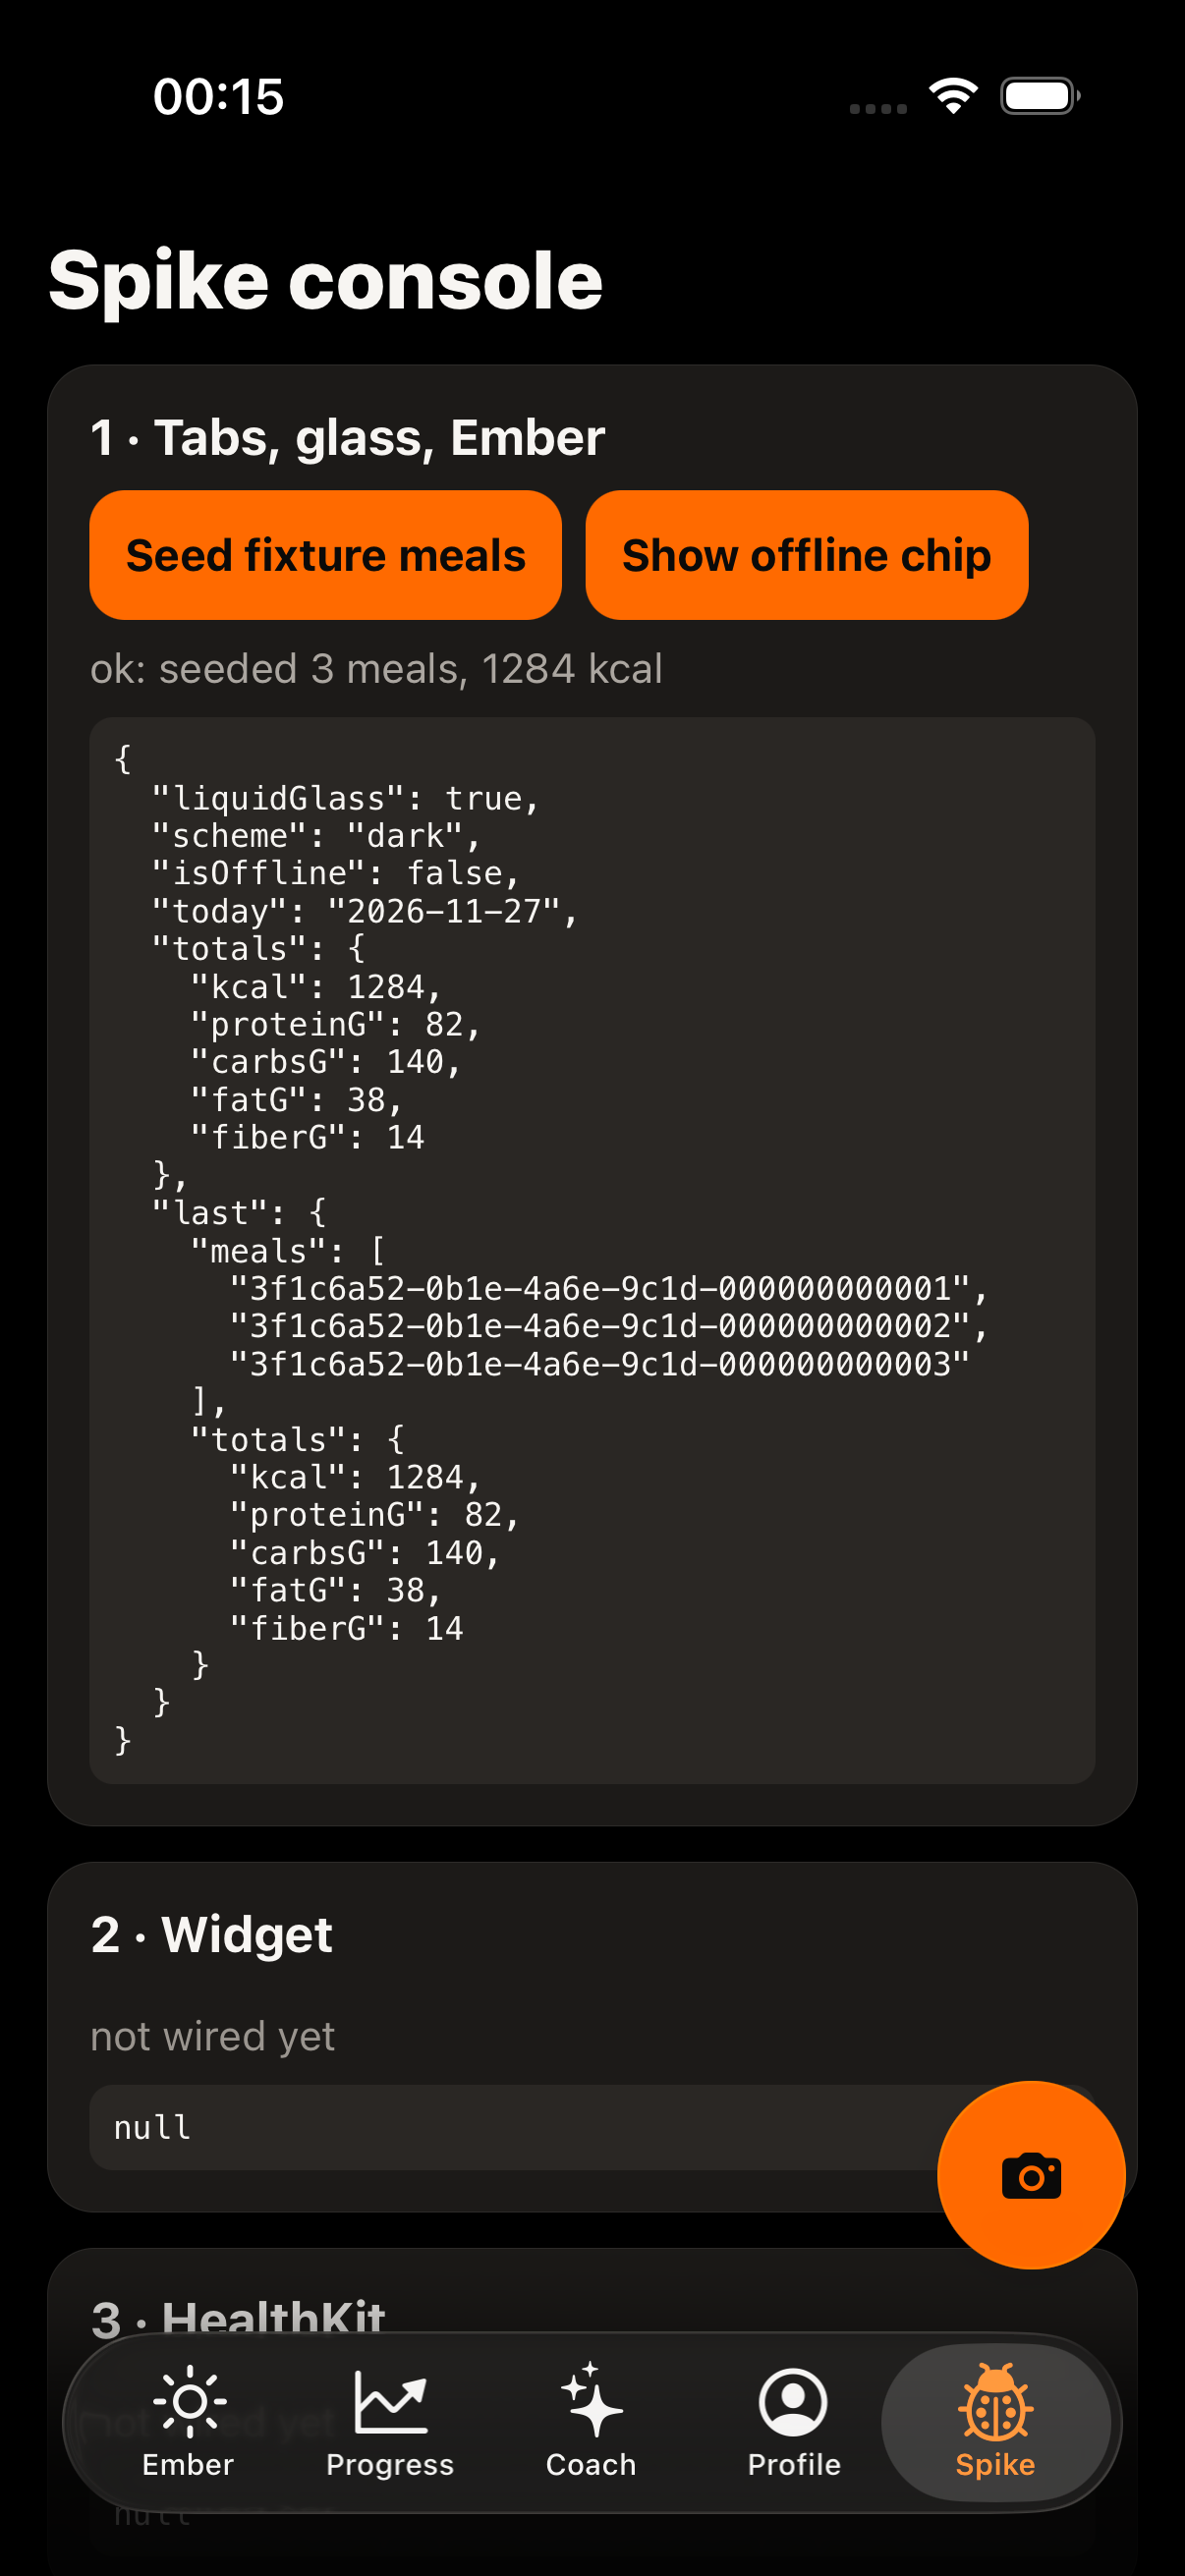 00:15
Spike console
1 · Tabs, glass, Ember
Seed fixture meals
Show offline chip
ok: seeded 3 meals, 1284 kcal
{
  "liquidGlass": true,
  "scheme": "dark",
  "isOffline": false,
  "today": "2026-11-27",
  "totals": {
    "kcal": 1284,
    "proteinG": 82,
    "carbsG": 140,
    "fatG": 38,
    "fiberG": 14
  },
  "last": {
    "meals": [
      "3f1c6a52-0b1e-4a6e-9c1d-000000000001",
      "3f1c6a52-0b1e-4a6e-9c1d-000000000002",
      "3f1c6a52-0b1e-4a6e-9c1d-000000000003"
    ],
    "totals": {
      "kcal": 1284,
      "proteinG": 82,
      "carbsG": 140,
      "fatG": 38,
      "fiberG": 14
    }
  }
}
2 · Widget
not wired yet
null
3 · HealthKit
not wired yet
Ember
Progress
Coach
Profile
Spike
null